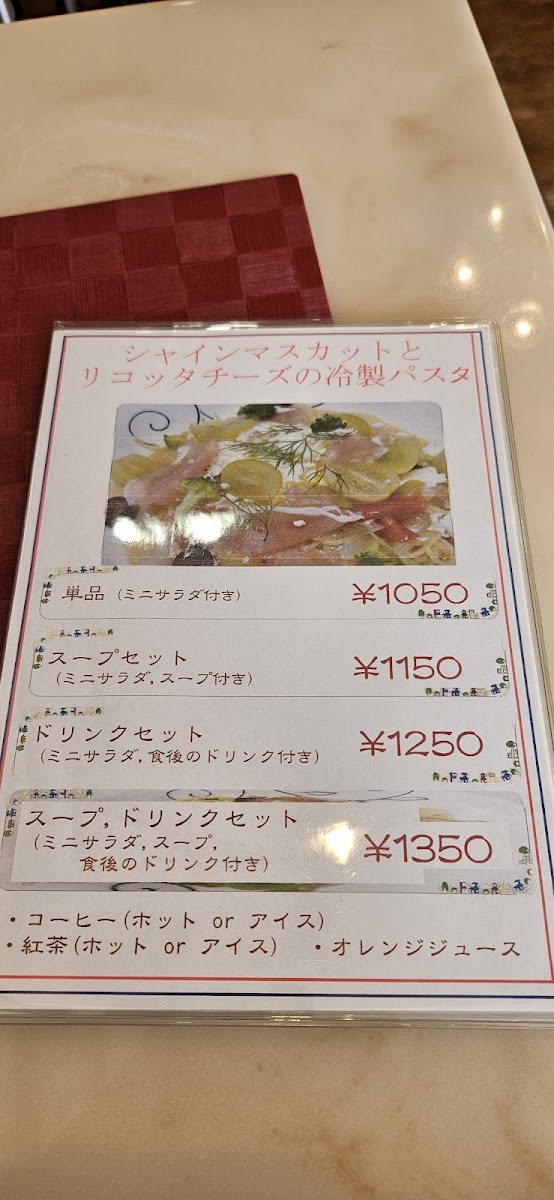 シャインマスカットと
リコッタチーズの冷製パスタ
単品 (ミニサラダ付き) ¥1050
スープセット ¥1150
(ミニサラダ,スープ付き)
ドリンクセット ¥1250
(ミニサラダ,食後のドリンク付き)
スープ,ドリンクセット ¥1350
(ミニサラダ,スープ,
食後のドリンク付き)
・コーヒー(ホット or アイス)
・紅茶(ホット or アイス) ・オレンジジュース